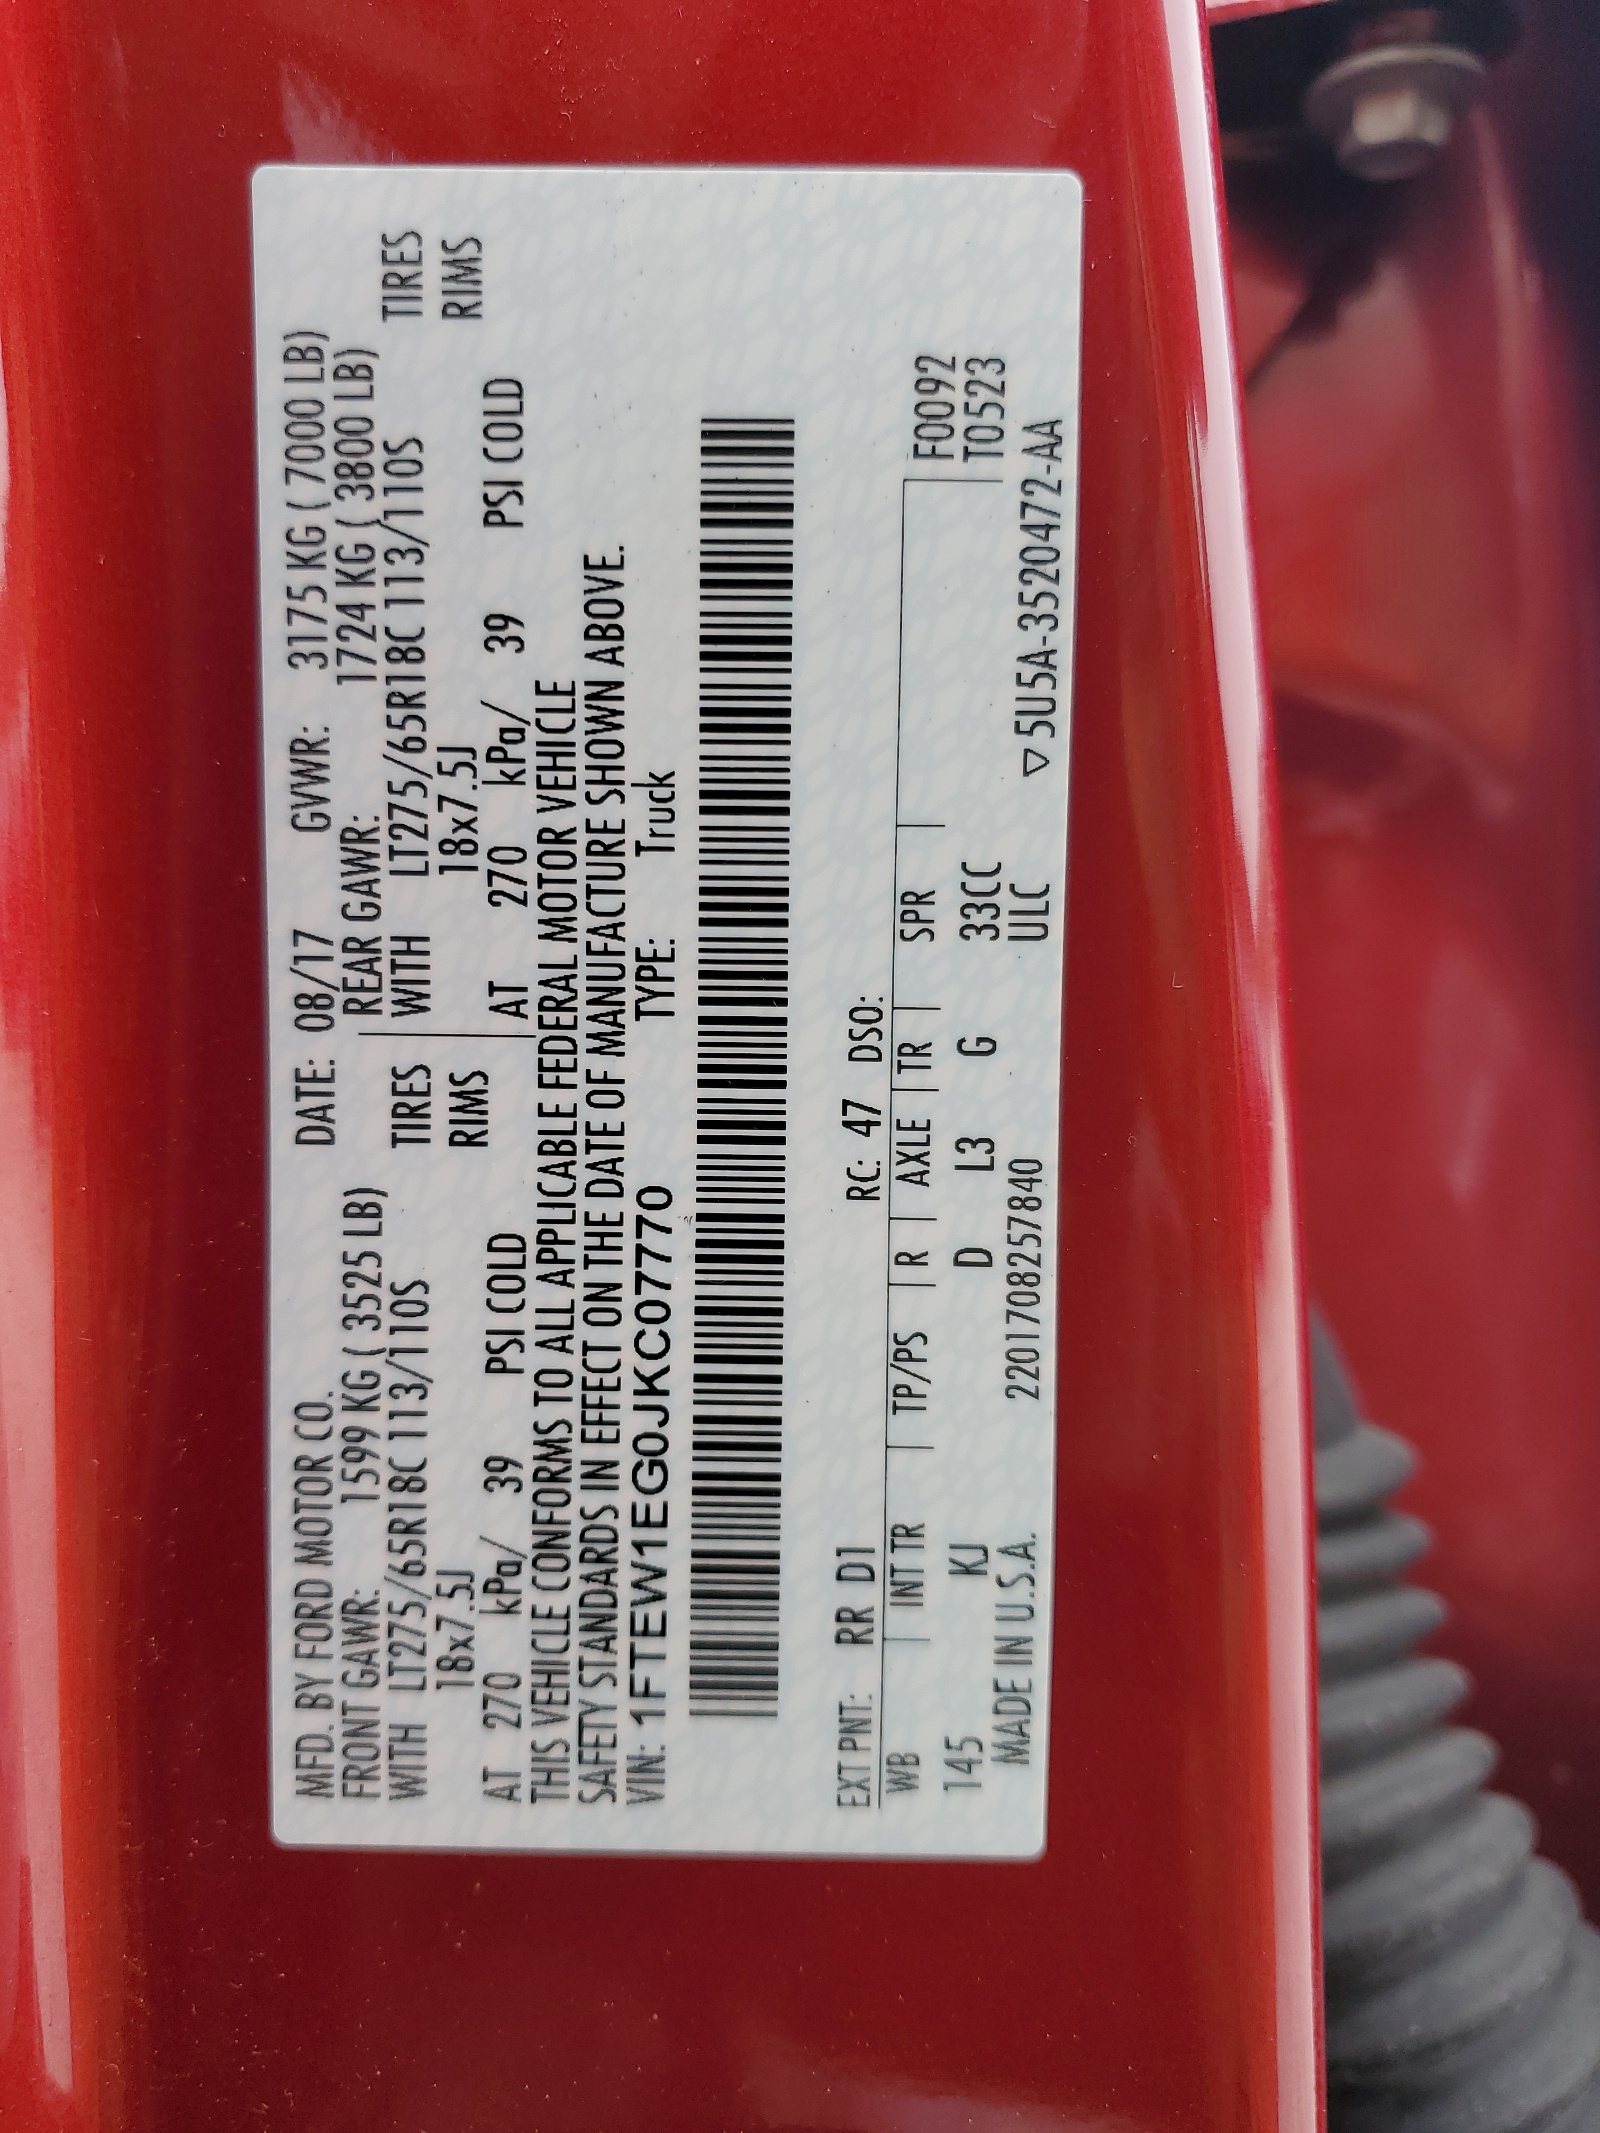 MFD. BY FORD MOTOR CO. DATE: 08/17 GVWR: 3175 KG ( 7000 LB)
FRONT GAWR: 1599 KG ( 3525 LB) REAR GAWR: 1724 KG ( 3800 LB)
WITH LT275/65R18C 113/110S TIRES WITH LT275/65R18C 113/110S TIRES
18x7.5J RIMS 18x7.5J RIMS
AT 270 kPa/ 39 PSI COLD AT 270 kPa/ 39 PSI COLD
THIS VEHICLE CONFORMS TO ALL APPLICABLE FEDERAL MOTOR VEHICLE
SAFETY STANDARDS IN EFFECT ON THE DATE OF MANUFACTURE SHOWN ABOVE.
VIN: 1FTEW1EG0JKC07770 TYPE: Truck
EXT PNT: RR D1 RC: 47 DSO:
WB INT TR TP/PS R AXLE TR SPR F0092
145 KJ D L3 G 33CC T0523
MADE IN U.S.A. 2201708257840 ULC ▽5U5A-3520472-AA